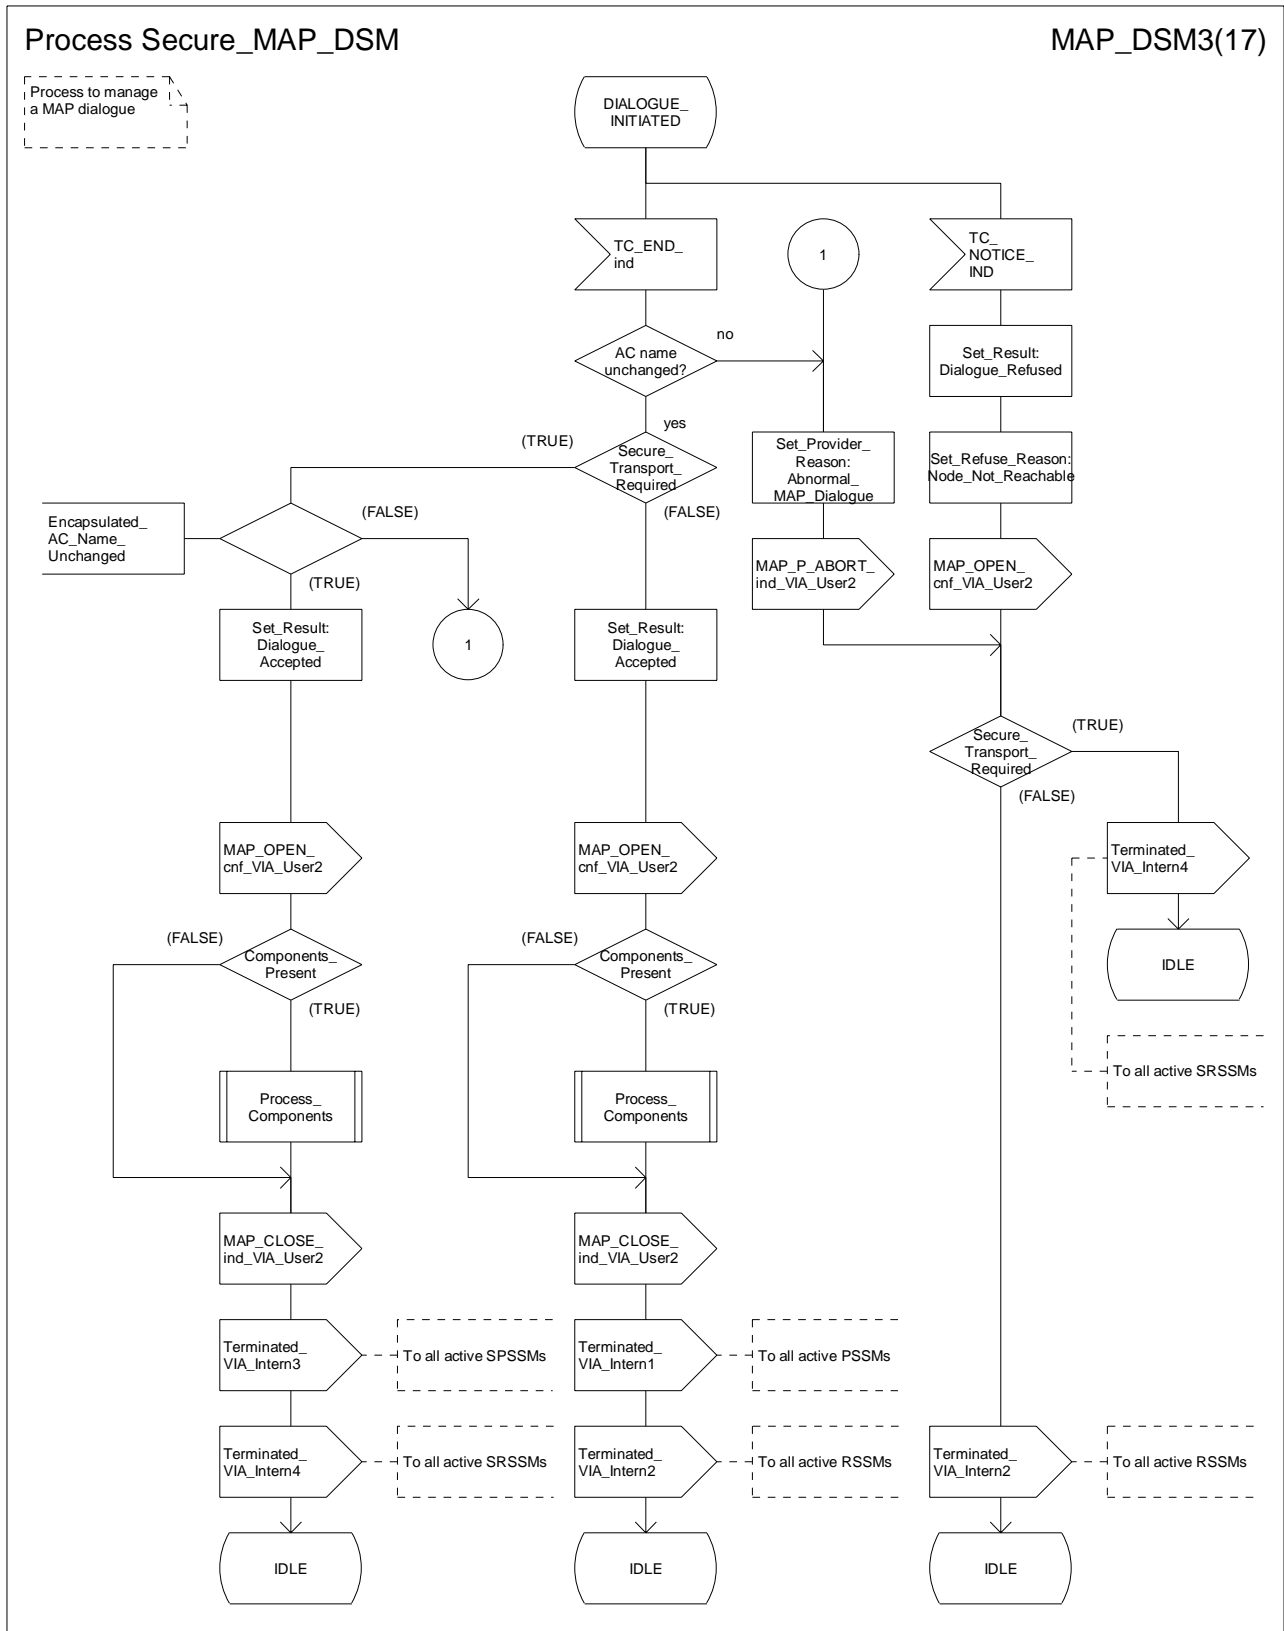 Process Secure_MAP_DSM
MAP_DSM3(17)
Process to manage
a MAP dialogue
DIALOGUE_
INITIATED
TC_END_
ind
1
TC_
NOTICE_
IND
AC name
unchanged?
no
yes
Set_Result:
Dialogue_Refused
(TRUE)
Secure_
Transport_
Required
(FALSE)
Set_Provider_
Reason:
Abnormal_
MAP_Dialogue
Set_Refuse_Reason:
Node_Not_Reachable
Encapsulated_
AC_Name_
Unchanged
(FALSE)
(TRUE)
MAP_P_ABORT_
ind_VIA_User2
MAP_OPEN_
cnf_VIA_User2
Set_Result:
Dialogue_
Accepted
1
Set_Result:
Dialogue_
Accepted
Secure_
Transport_
Required
(TRUE)
(FALSE)
MAP_OPEN_
cnf_VIA_User2
MAP_OPEN_
cnf_VIA_User2
Terminated_
VIA_Intern4
(FALSE)
Components_
Present
(TRUE)
(FALSE)
Components_
Present
(TRUE)
IDLE
To all active SRSSMs
Process_
Components
Process_
Components
MAP_CLOSE_
ind_VIA_User2
MAP_CLOSE_
ind_VIA_User2
Terminated_
VIA_Intern3
To all active SPSSMs
Terminated_
VIA_Intern1
To all active PSSMs
Terminated_
VIA_Intern4
To all active SRSSMs
Terminated_
VIA_Intern2
To all active RSSMs
Terminated_
VIA_Intern2
To all active RSSMs
IDLE
IDLE
IDLE